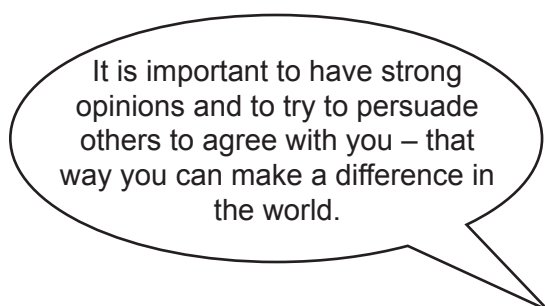 It is important to have strong
opinions and to try to persuade
others to agree with you – that
way you can make a difference in
the world.